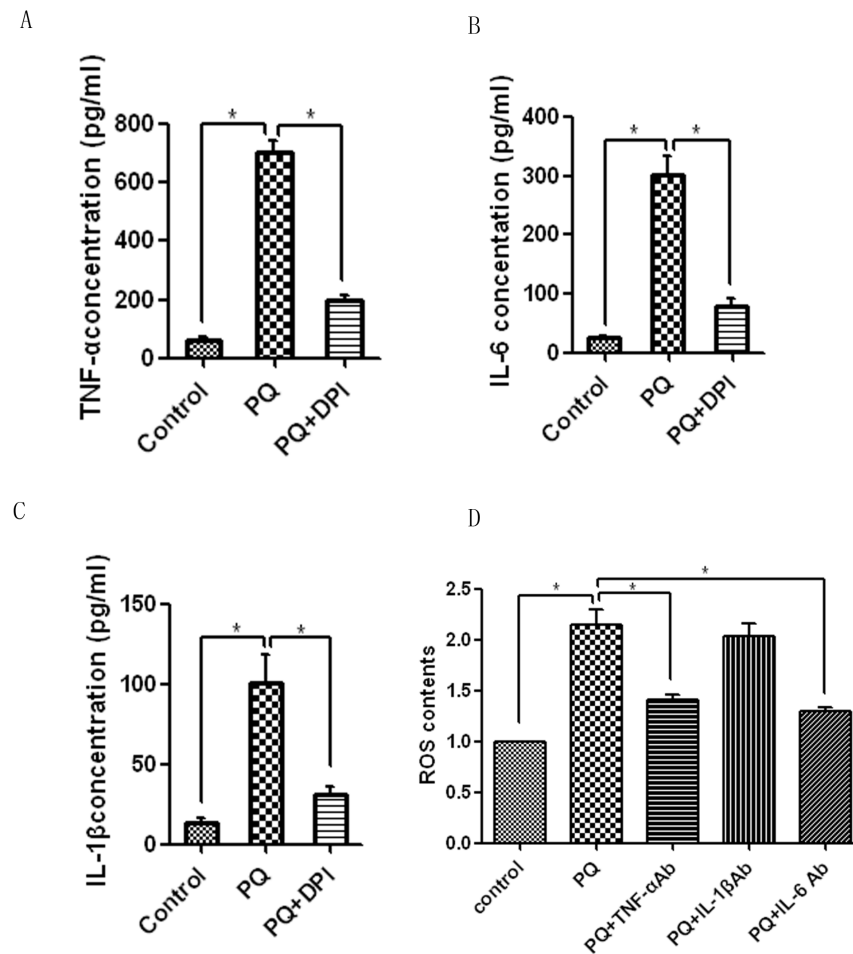 A
TNF-αconcentration (pg/ml)
800
600
400
200
0
*
*
Control
PQ
PQ+DPI
B
IL-6 concentation (pg/ml)
400
300
200
100
0
*
*
Control
PQ
PQ+DPI
C
IL-1βconcentration (pg/ml)
150
100
50
0
*
*
Control
PQ
PQ+DPI
D
ROS contents
2.5
2.0
1.5
1.0
0.5
0.0
*
*
*
control
PQ
PQ+TNF-αAb
PQ+IL-1βAb
PQ+IL-6 Ab